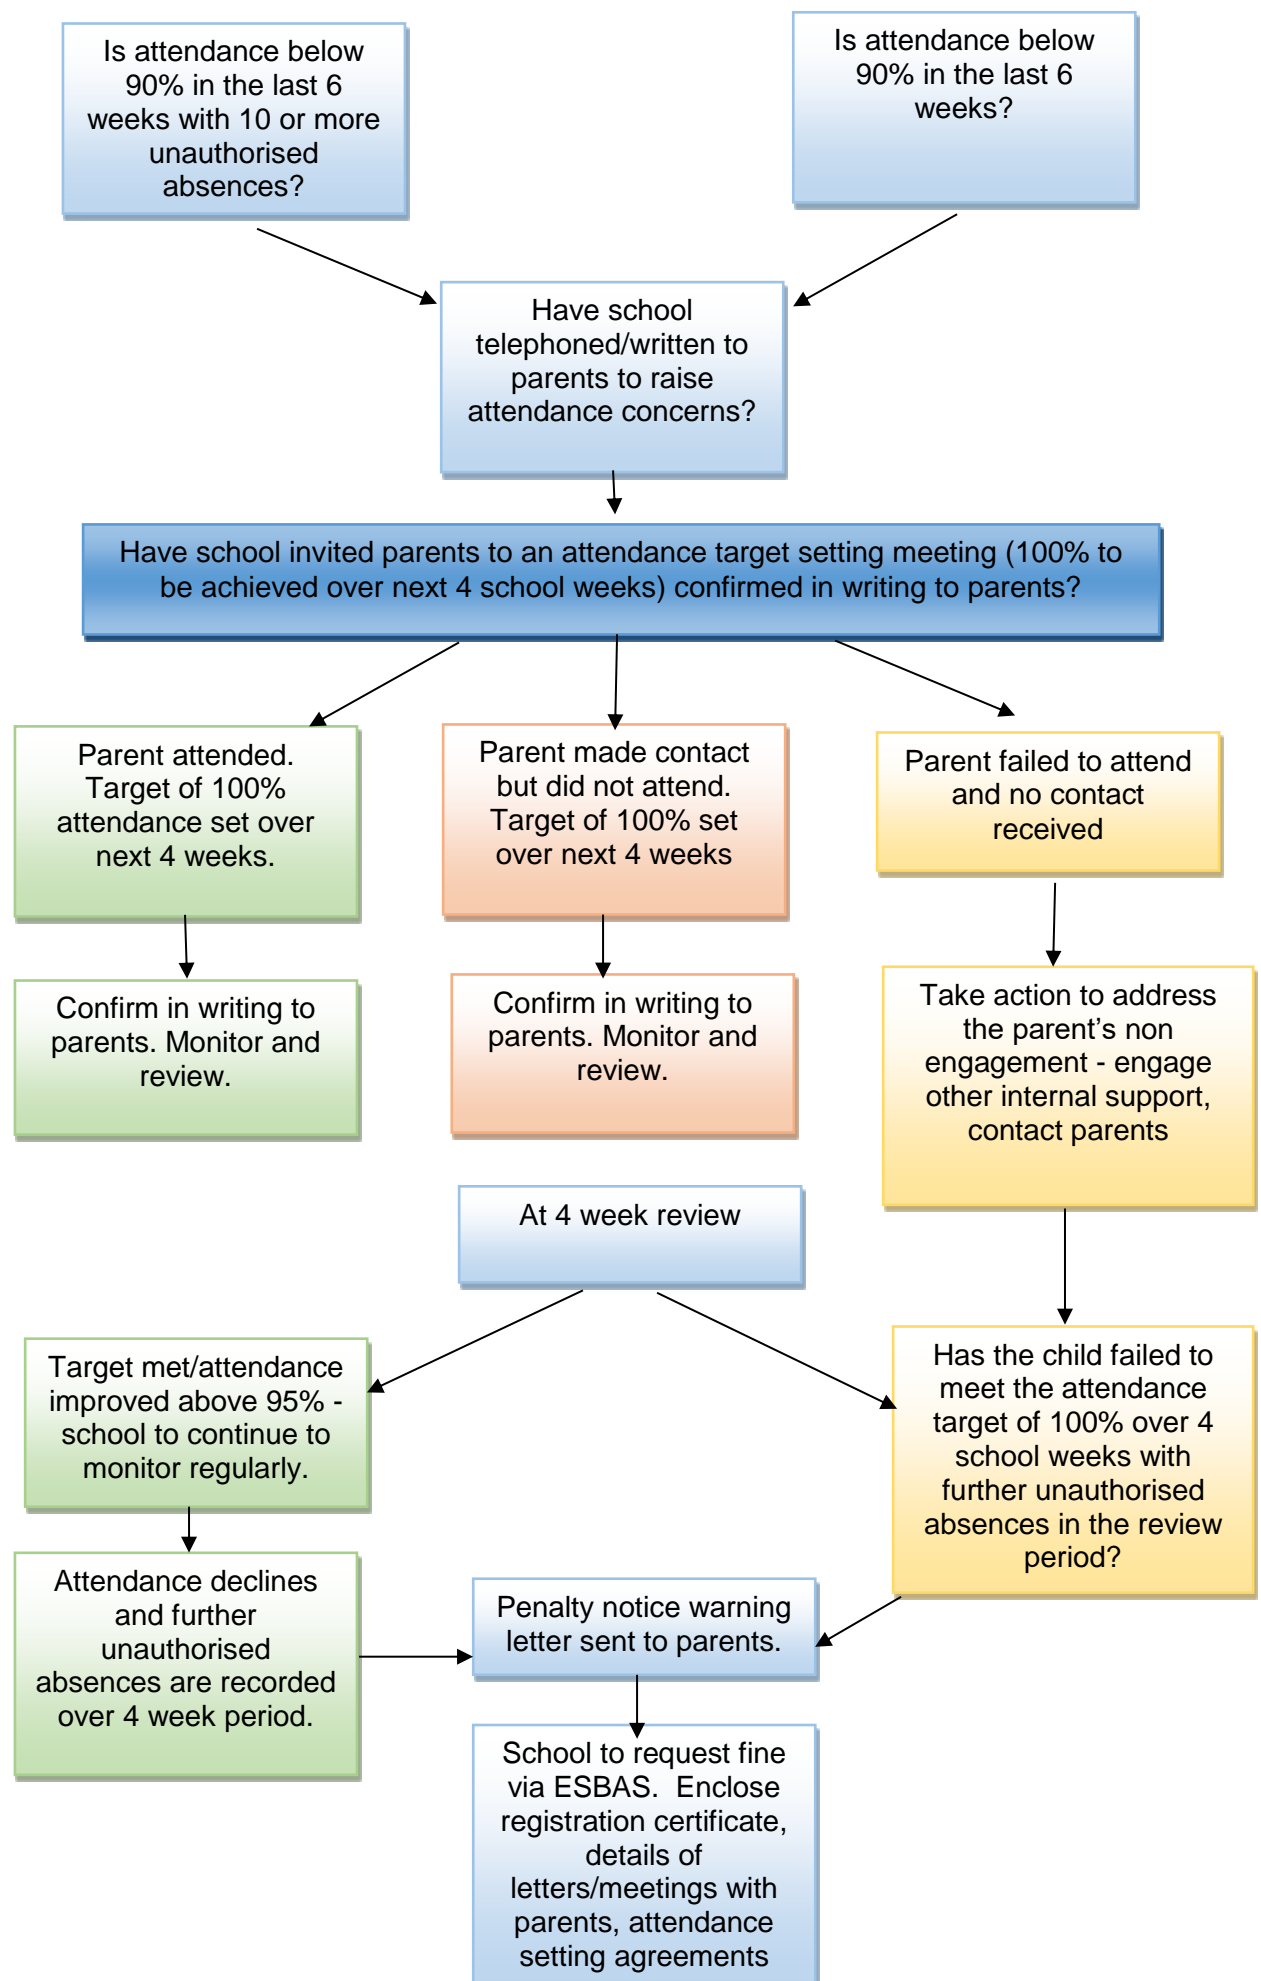 Is attendance below
90% in the last 6
weeks with 10 or more
unauthorised
absences?
Is attendance below
90% in the last 6
weeks?
Have school
telephoned/written to
parents to raise
attendance concerns?
Have school invited parents to an attendance target setting meeting (100% to
be achieved over next 4 school weeks) confirmed in writing to parents?
Parent attended.
Target of 100%
attendance set over
next 4 weeks.
Parent made contact
but did not attend.
Target of 100% set
over next 4 weeks
Parent failed to attend
and no contact
received
Confirm in writing to
parents. Monitor and
review.
Confirm in writing to
parents. Monitor and
review.
Take action to address
the parent’s non
engagement - engage
other internal support,
contact parents
At 4 week review
Target met/attendance
improved above 95% -
school to continue to
monitor regularly.
Has the child failed to
meet the attendance
target of 100% over 4
school weeks with
further unauthorised
absences in the review
period?
Attendance declines
and further
unauthorised
absences are recorded
over 4 week period.
Penalty notice warning
letter sent to parents.
School to request fine
via ESBAS.  Enclose
registration certificate,
details of
letters/meetings with
parents, attendance
setting agreements